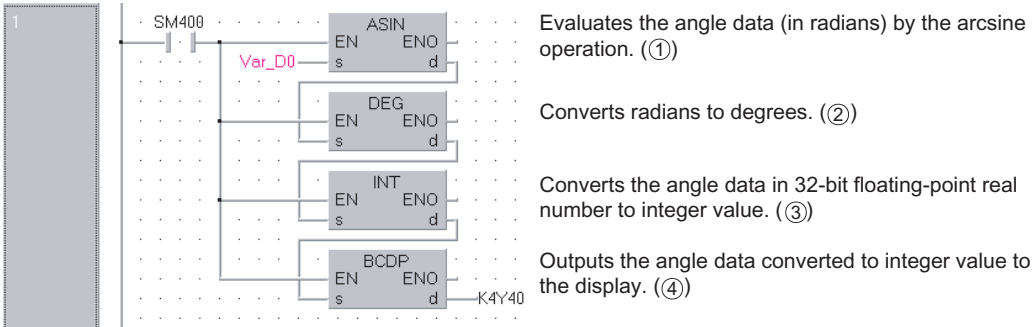 1
SM400
ASIN
EN ENO
Var_D0 s d
Evaluates the angle data (in radians) by the arcsine
operation. (①)
DEG
EN ENO
s d
Converts radians to degrees. (②)
INT
EN ENO
s d
Converts the angle data in 32-bit floating-point real
number to integer value. (③)
BCDP
EN ENO
s d K4Y40
Outputs the angle data converted to integer value to
the display. (④)